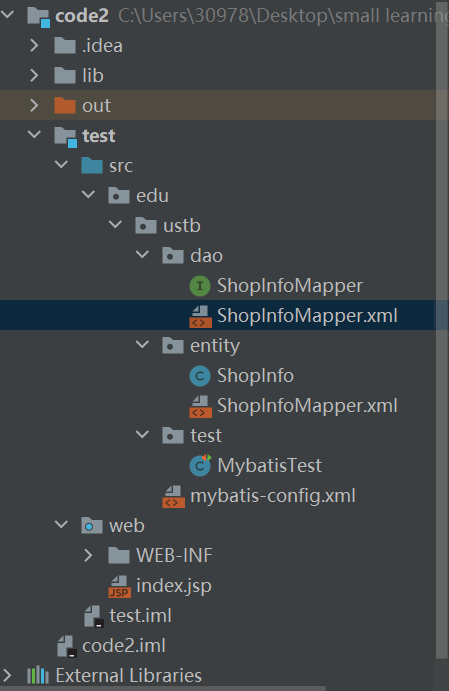 code2 C:\Users\30978\Desktop\small learning
.idea
lib
out
test
src
edu
ustb
dao
ShopInfoMapper
ShopInfoMapper.xml
entity
ShopInfo
ShopInfoMapper.xml
test
MybatisTest
mybatis-config.xml
web
WEB-INF
index.jsp
test.iml
code2.iml
External Libraries